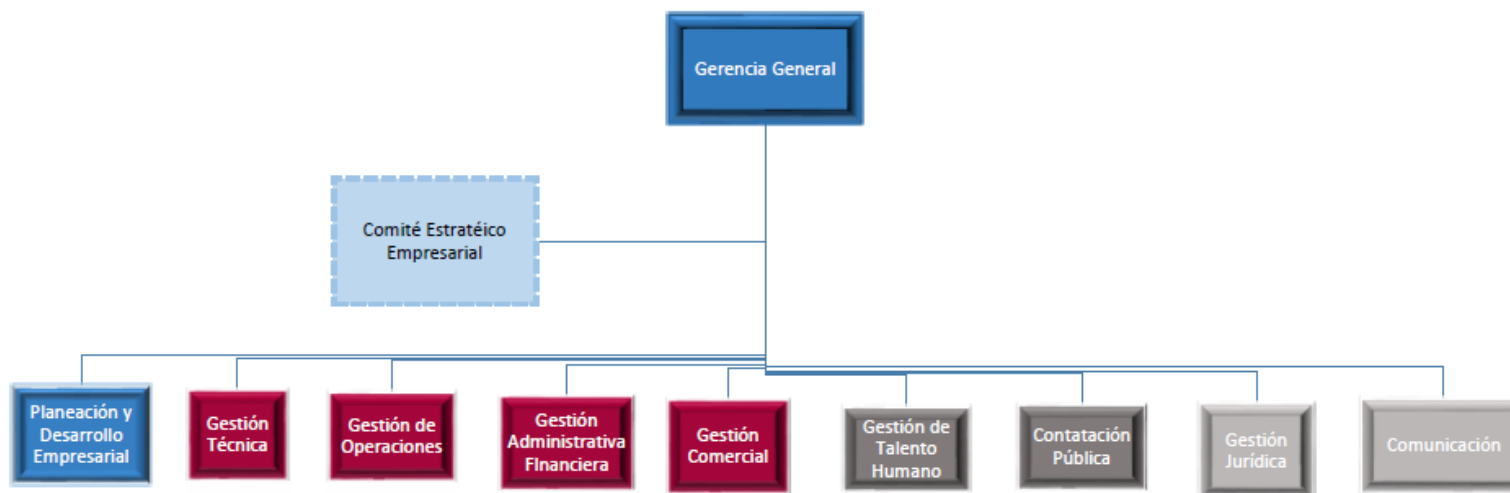 Gerencia General
Comité Estratéico
Empresarial
Planeación y
Desarrollo
Empresarial
Gestión
Técnica
Gestión de
Operaciones
Gestión
Administrativa
FInanciera
Gestión
Comercial
Gestión de
Talento
Humano
Contatación
Pública
Gestión
Jurídica
Comunicación